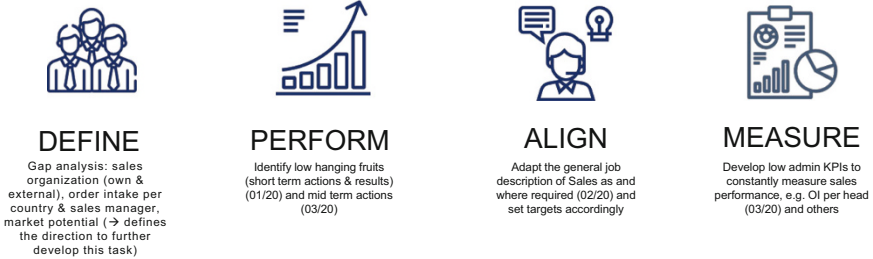 DEFINE
Gap analysis: sales
organization (own &
external), order intake per
country & sales manager,
market potential (→ defines
the direction to further
develop this task)
PERFORM
Identify low hanging fruits
(short term actions & results)
(01/20) and mid term actions
(03/20)
ALIGN
Adapt the general job
description of Sales as and
where required (02/20) and
set targets accordingly
MEASURE
Develop low admin KPIs to
constantly measure sales
performance, e.g. OI per head
(03/20) and others